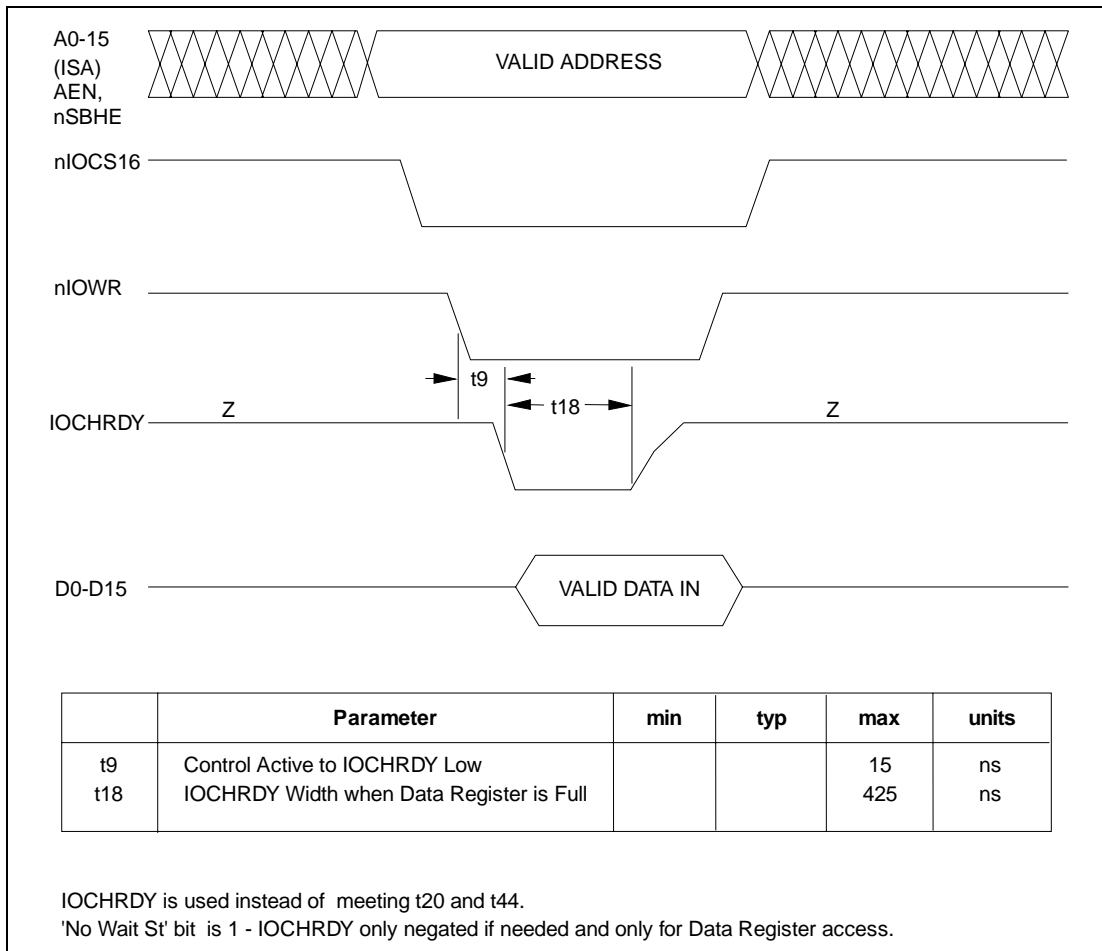 A0-15
(ISA)
AEN,
nSBHE
VALID ADDRESS
nIOCS16
nIOWR
t9
t18
Z
Z
IOCHRDY
D0-D15
VALID DATA IN
Parameter min typ max units
t9 Control Active to IOCHRDY Low 15 ns
t18 IOCHRDY Width when Data Register is Full 425 ns
IOCHRDY is used instead of meeting t20 and t44.
'No Wait St' bit is 1 - IOCHRDY only negated if needed and only for Data Register access.